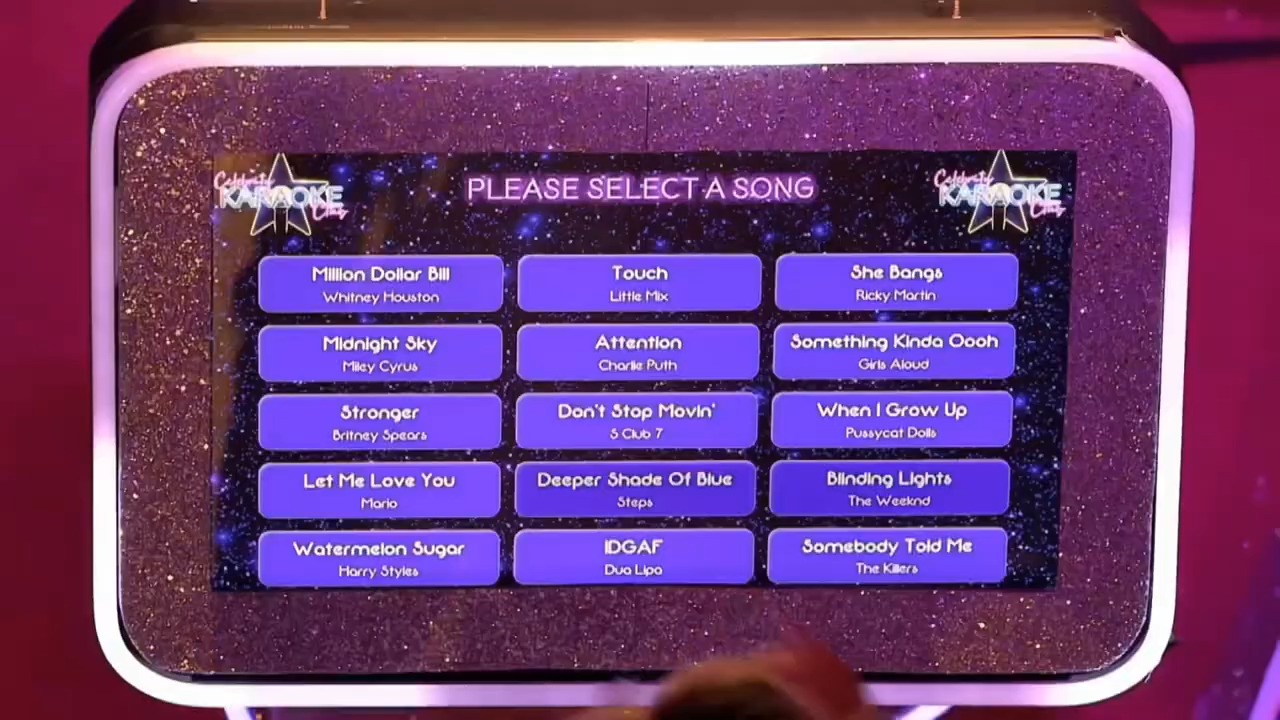 Celebrity
KARAOKE
Club
PLEASE SELECT A SONG
Celebrity
KARAOKE
Club
Million Dollar Bill
Whitney Houston
Touch
Little Mix
She Bangs
Ricky Martin
Midnight Sky
Miley Cyrus
Attention
Charlie Puth
Something Kinda Oooh
Girls Aloud
Stronger
Britney Spears
Don't Stop Movin'
S Club 7
When I Grow Up
Pussycat Dolls
Let Me Love You
Mario
Deeper Shade Of Blue
Steps
Blinding Lights
The Weeknd
Watermelon Sugar
Harry Styles
IDGAF
Dua Lipa
Somebody Told Me
The Killers